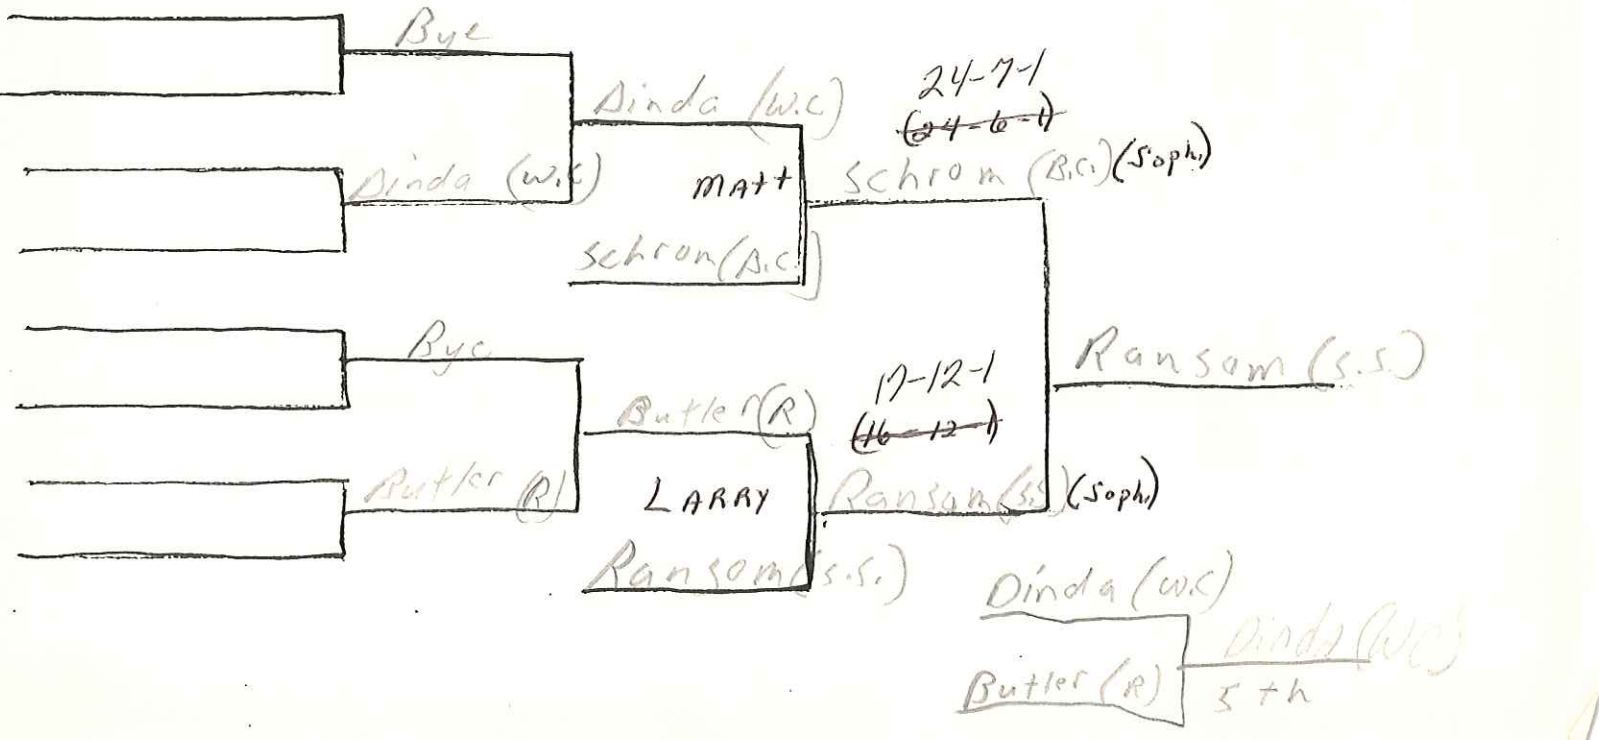 Bye
Dinda (W.C)
Dinda (W.C)
MATT
Schrom (B.C.)
24-7-1
(24-6-1)
Schrom (B.C.) (Soph.)
Bye
Butler (R)
Butler (R)
LARRY
Ransom (S.S.)
17-12-1
(16-12-1)
Ransom (S.S.) (Soph.)
Ransom (S.S.)
Dinda (W.C)
Butler (R)
Dinda (W.C)
5th